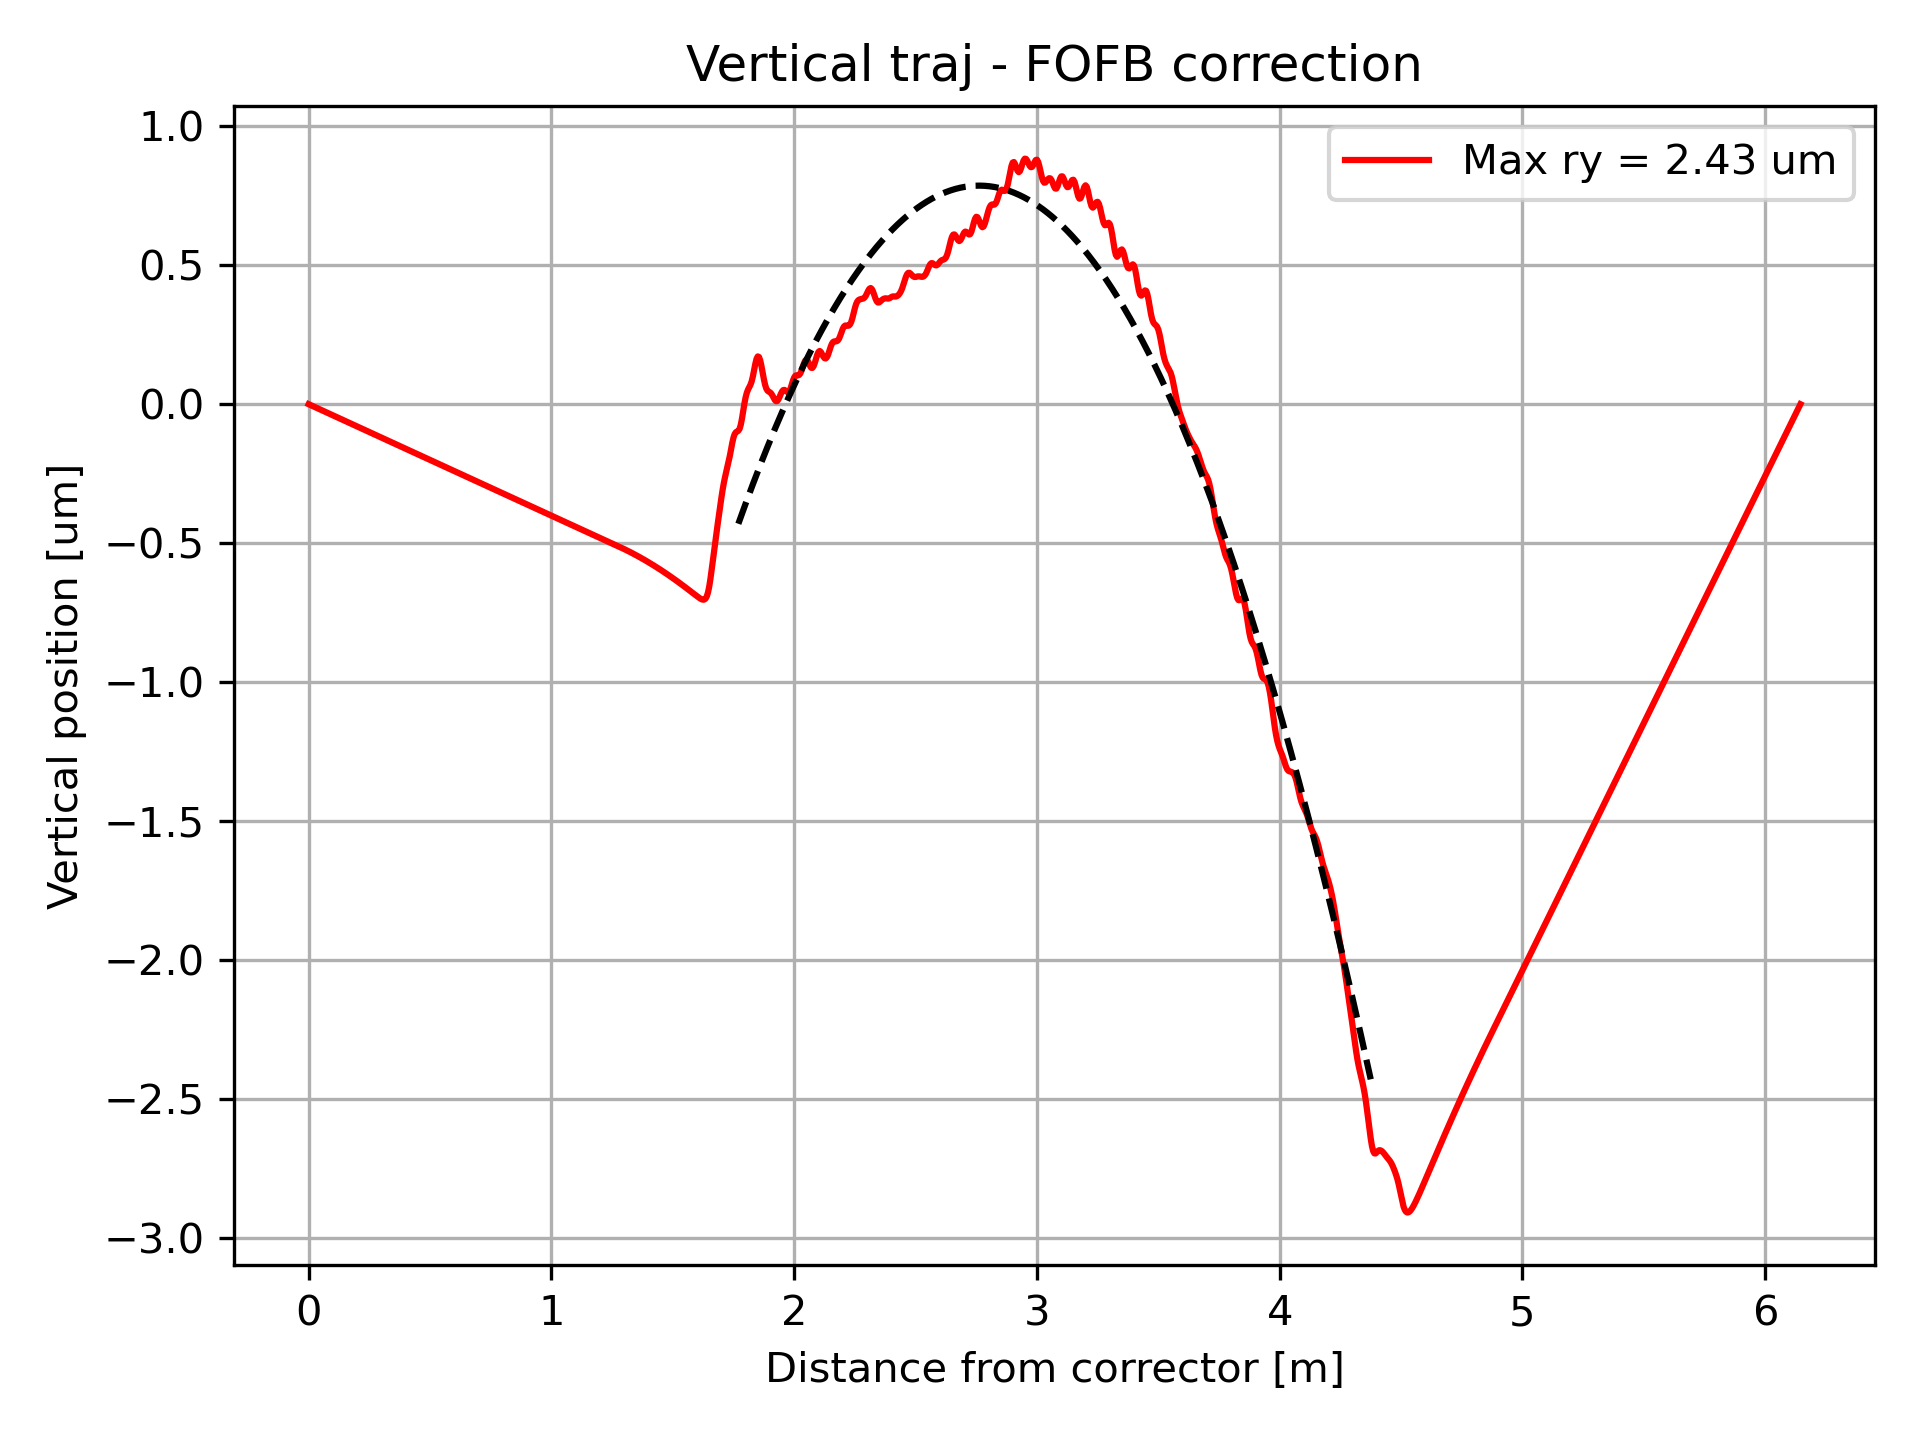 Vertical traj - FOFB correction
Max ry = 2.43 um
1.0
0.5
0.0
−0.5
−1.0
−1.5
−2.0
−2.5
−3.0
Vertical position [um]
0 1 2 3 4 5 6
Distance from corrector [m]